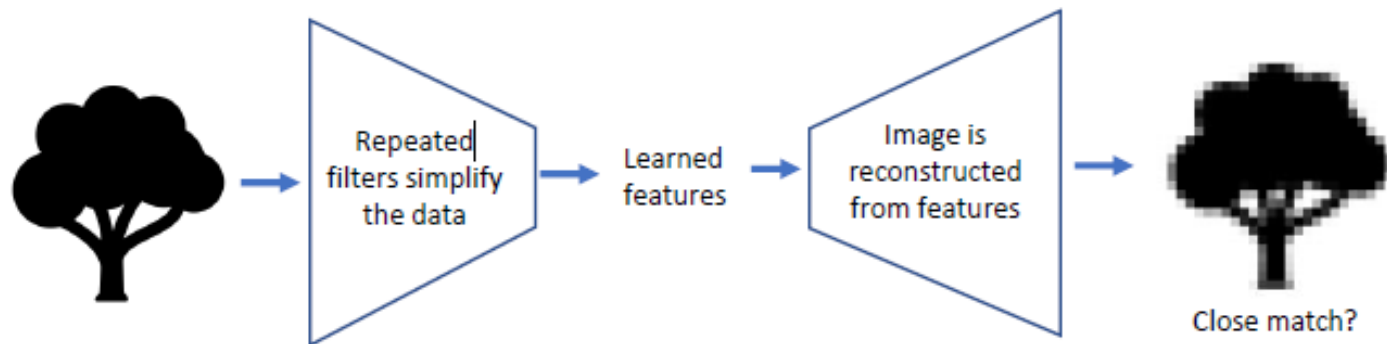 Repeated
filters simplify
the data
Learned
features
Image is
reconstructed
from features
Close match?